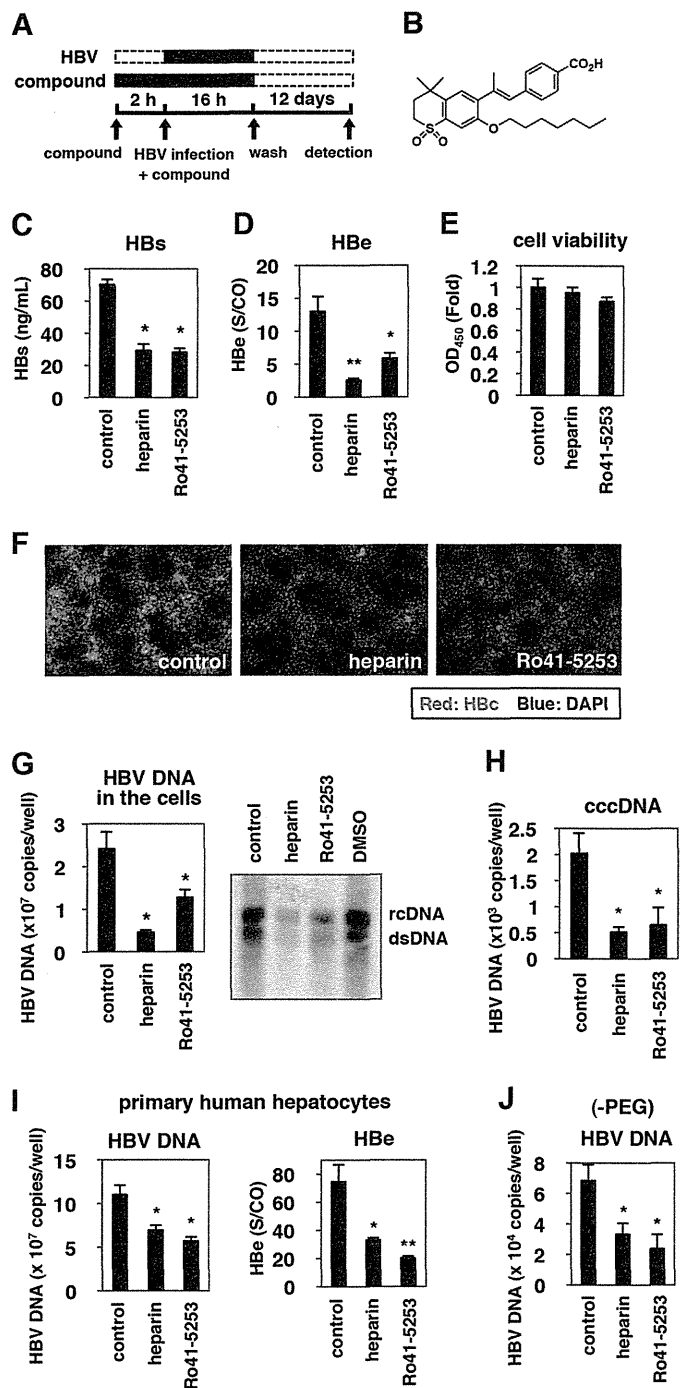 A
HBV
compound
2 h 16 h 12 days
compound HBV infection + compound wash detection
B
CO2H
S
O O
O
C
HBs
HBs (ng/mL)
80
60
40
20
0
* *
control heparin Ro41-5253
D
HBe
HBe (S/CO)
20
15
10
5
0
** *
control heparin Ro41-5253
E
cell viability
OD450 (Fold)
1.2
1
0.8
0.6
0.4
0.2
0
control heparin Ro41-5253
F
control heparin Ro41-5253
Red: HBc Blue: DAPI
G
HBV DNA
in the cells
HBV DNA (x10⁷ copies/well)
3
2
1
0
* *
control heparin Ro41-5253
control heparin Ro41-5253 DMSO
rcDNA
dsDNA
H
cccDNA
HBV DNA (x10³ copies/well)
2.5
2
1.5
1
0.5
0
* *
control heparin Ro41-5253
I
primary human hepatocytes
HBV DNA
HBV DNA (x 10⁷ copies/well)
15
10
5
0
* *
control heparin Ro41-5253
HBe
HBe (S/CO)
80
60
40
20
0
* **
control heparin Ro41-5253
J
(-PEG)
HBV DNA
HBV DNA (x 10⁴ copies/well)
8
6
4
2
0
* *
control heparin Ro41-5253